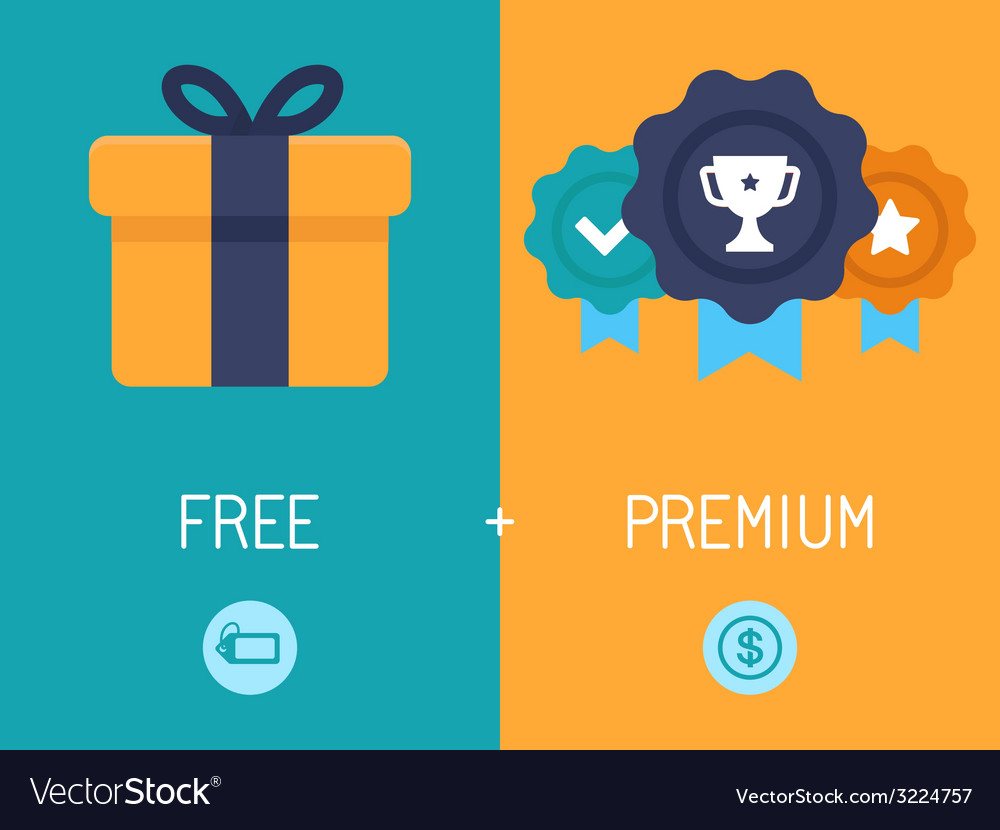 FREE + PREMIUM
$
VectorStock®
VectorStock.com/3224757